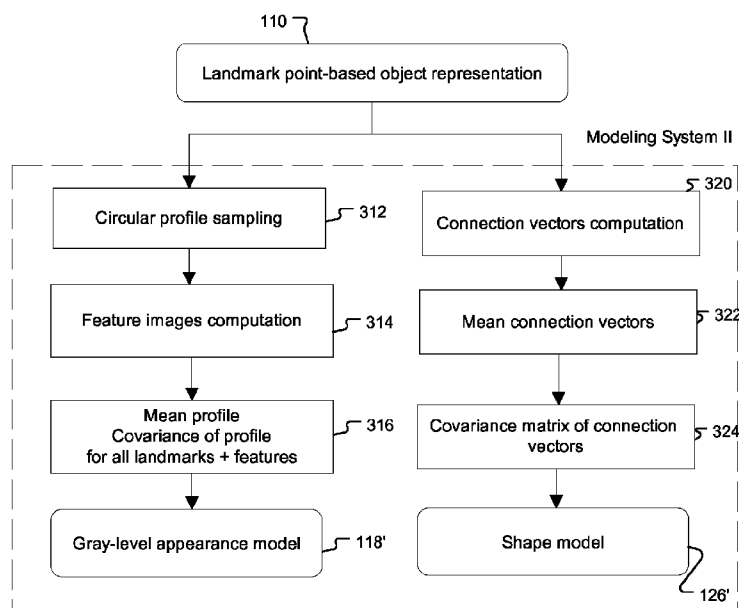 110
Landmark point-based object representation
Modeling System II
Circular profile sampling
312
320
Connection vectors computation
Feature images computation
314
Mean connection vectors
322
Mean profile
Covariance of profile
for all landmarks + features
316
Covariance matrix of connection
vectors
324
Gray-level appearance model
118'
Shape model
126'